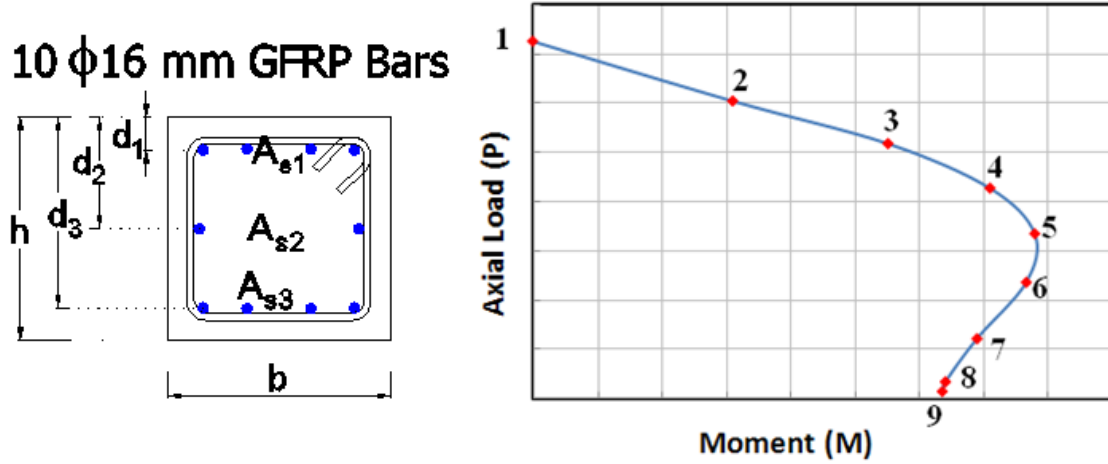 10 ϕ16 mm GFRP Bars
d1
d2
d3
h
b
As1
As2
As3
Axial Load (P)
1
2
3
4
5
6
7
8
9
Moment (M)